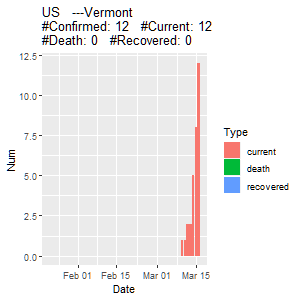 US   ---Vermont
#Confirmed: 12   #Current: 12
#Death: 0   #Recovered: 0
12.5
10.0
7.5
5.0
2.5
0.0
Num
Feb 01
Feb 15
Mar 01
Mar 15
Date
Type
current
death
recovered